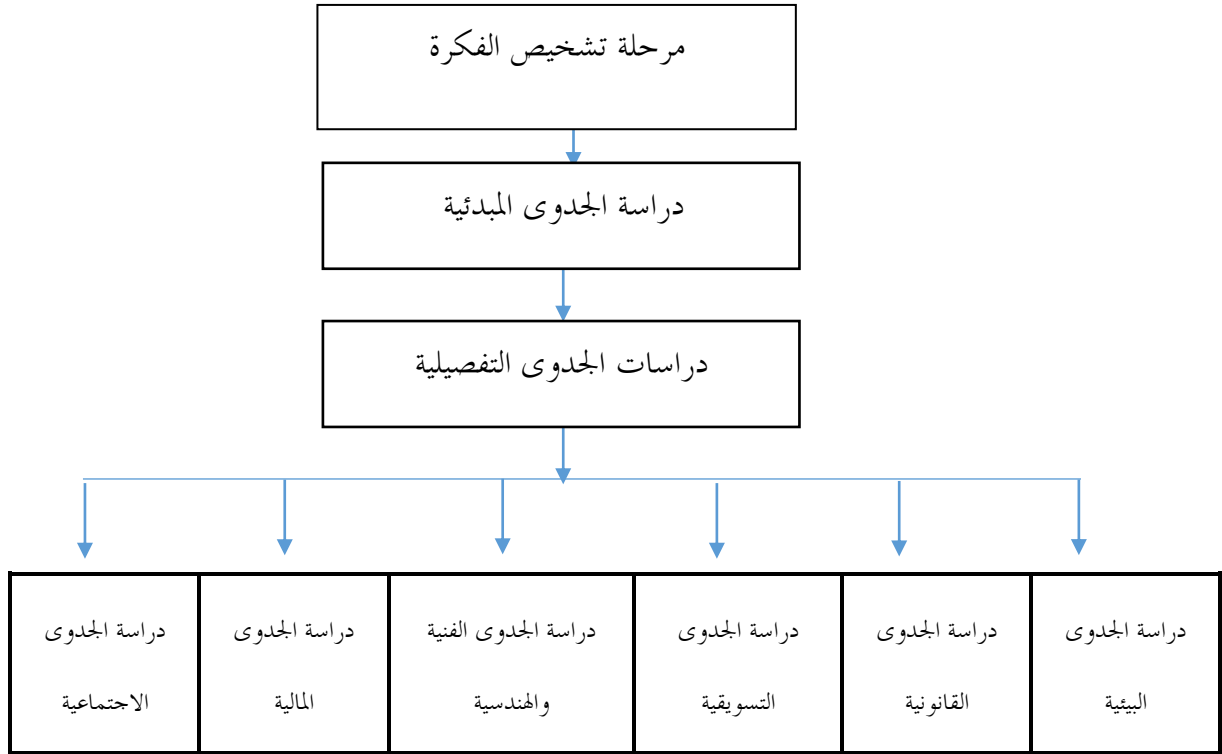 مرحلة تشخيص الفكرة
دراسة الجدوى المبدئية
دراسات الجدوى التفصيلية
دراسة الجدوى
البيئية
دراسة الجدوى
القانونية
دراسة الجدوى
التسويقية
دراسة الجدوى الفنية
والهندسية
دراسة الجدوى
المالية
دراسة الجدوى
الاجتماعية